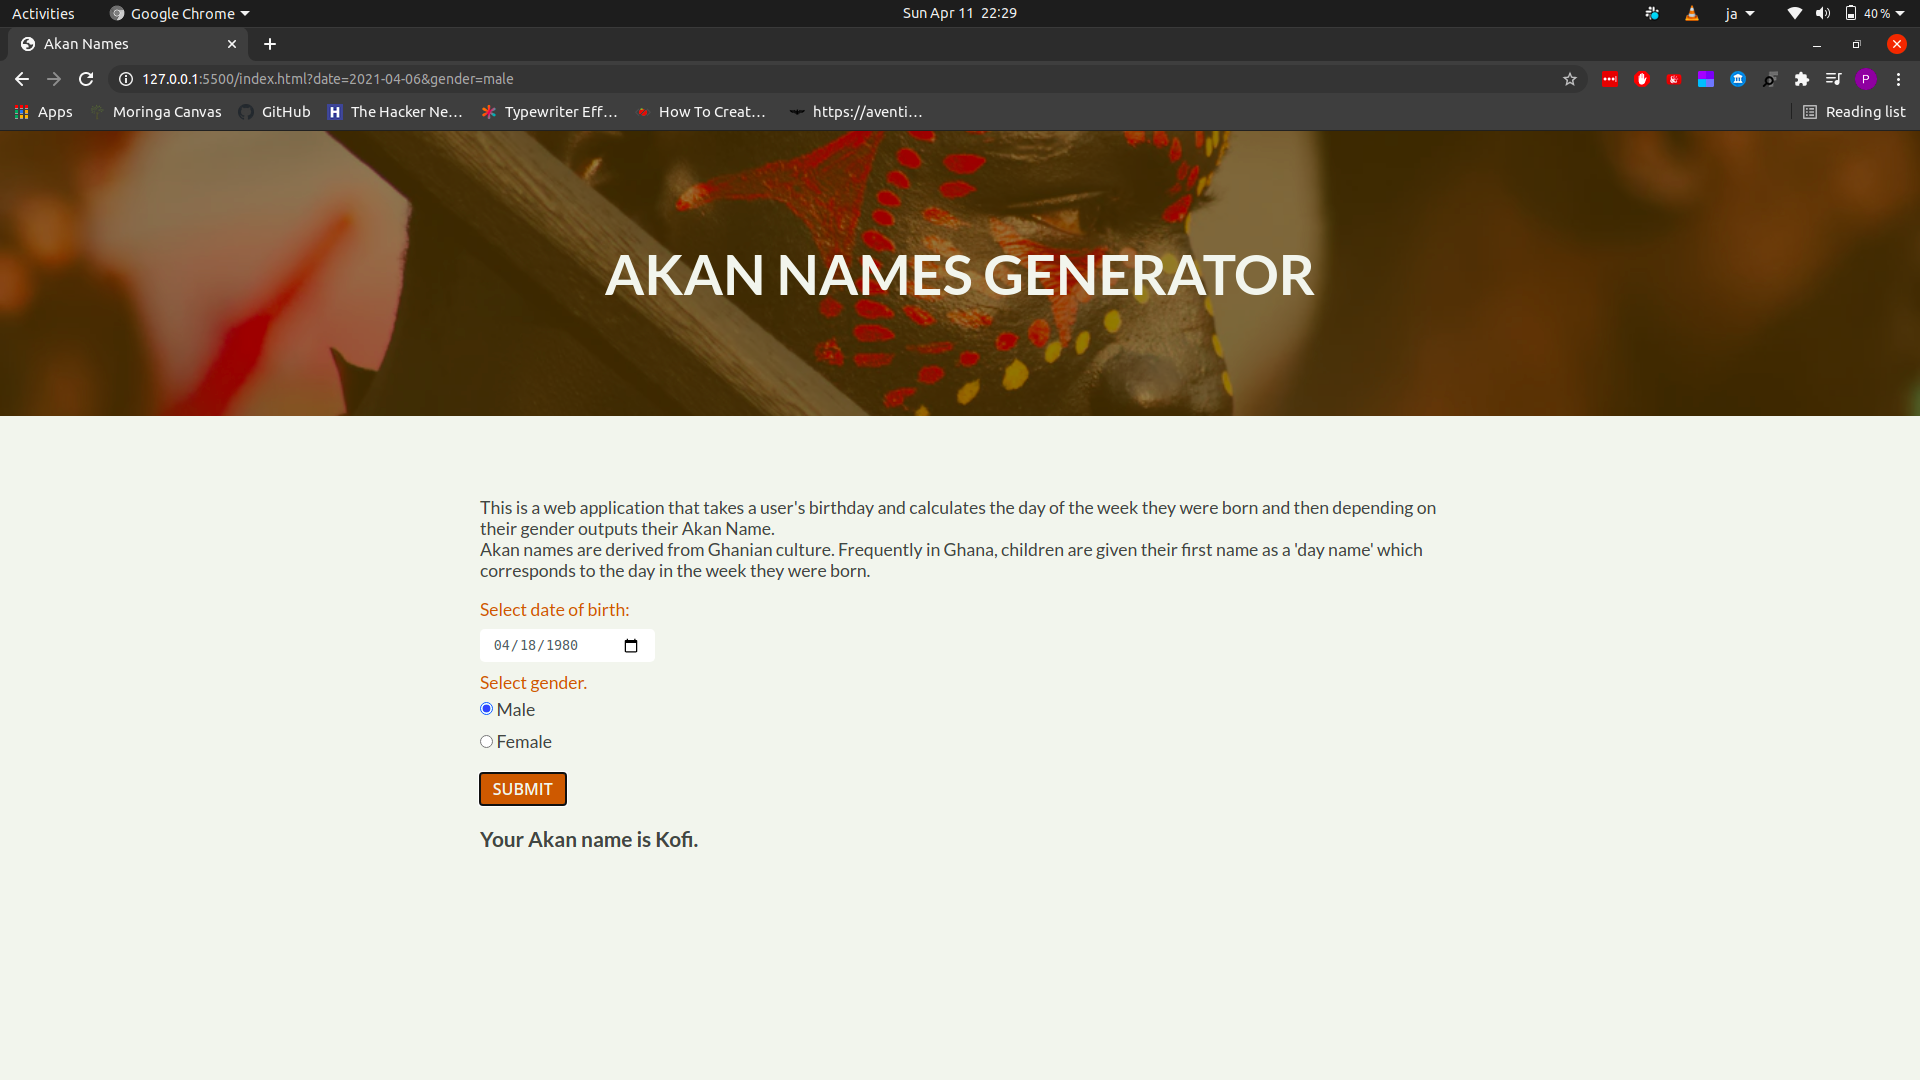 Activities
Google Chrome
Sun Apr 11 22:29
ja
40 %
Akan Names
127.0.0.1:5500/index.html?date=2021-04-06&gender=male
P
Apps
Moringa Canvas
GitHub
H
The Hacker Ne...
Typewriter Eff...
How To Creat...
https://aventi...
Reading list
AKAN NAMES GENERATOR
This is a web application that takes a user's birthday and calculates the day of the week they were born and then depending on
their gender outputs their Akan Name.
Akan names are derived from Ghanian culture. Frequently in Ghana, children are given their first name as a 'day name' which
corresponds to the day in the week they were born.
Select date of birth:
04/18/1980
Select gender.
Male
Female
SUBMIT
Your Akan name is Kofi.